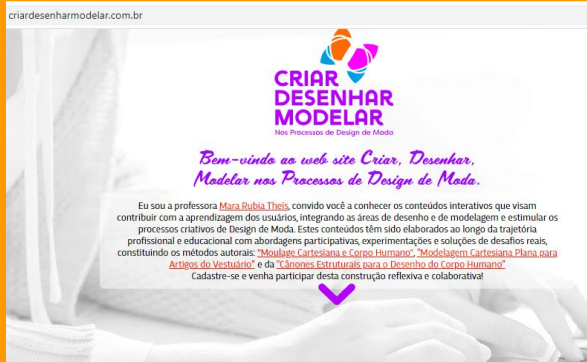 criardesenharmodelar.com.br
CRIAR
DESENHAR
MODELAR
Nos Processos de Design de Moda
Bem-vindo ao web site Criar, Desenhar,
Modelar nos Processos de Design de Moda.
Eu sou a professora Mara Rubia Theis, convido você a conhecer os conteúdos interativos que visam
contribuir com a aprendizagem dos usuários, integrando as áreas de desenho e de modelagem e estimular os
processos criativos de Design de Moda. Estes conteúdos têm sido elaborados ao longo da trajetória
profissional e educacional com abordagens participativas, experimentações e soluções de desafios reais,
constituindo os métodos autorais: "Moulage Cartesiana e Corpo Humano", "Modelagem Cartesiana Plana para
Artigos do Vestuário" e da "Cânones Estruturais para o Desenho do Corpo Humano"
Cadastre-se e venha participar desta construção reflexiva e colaborativa!